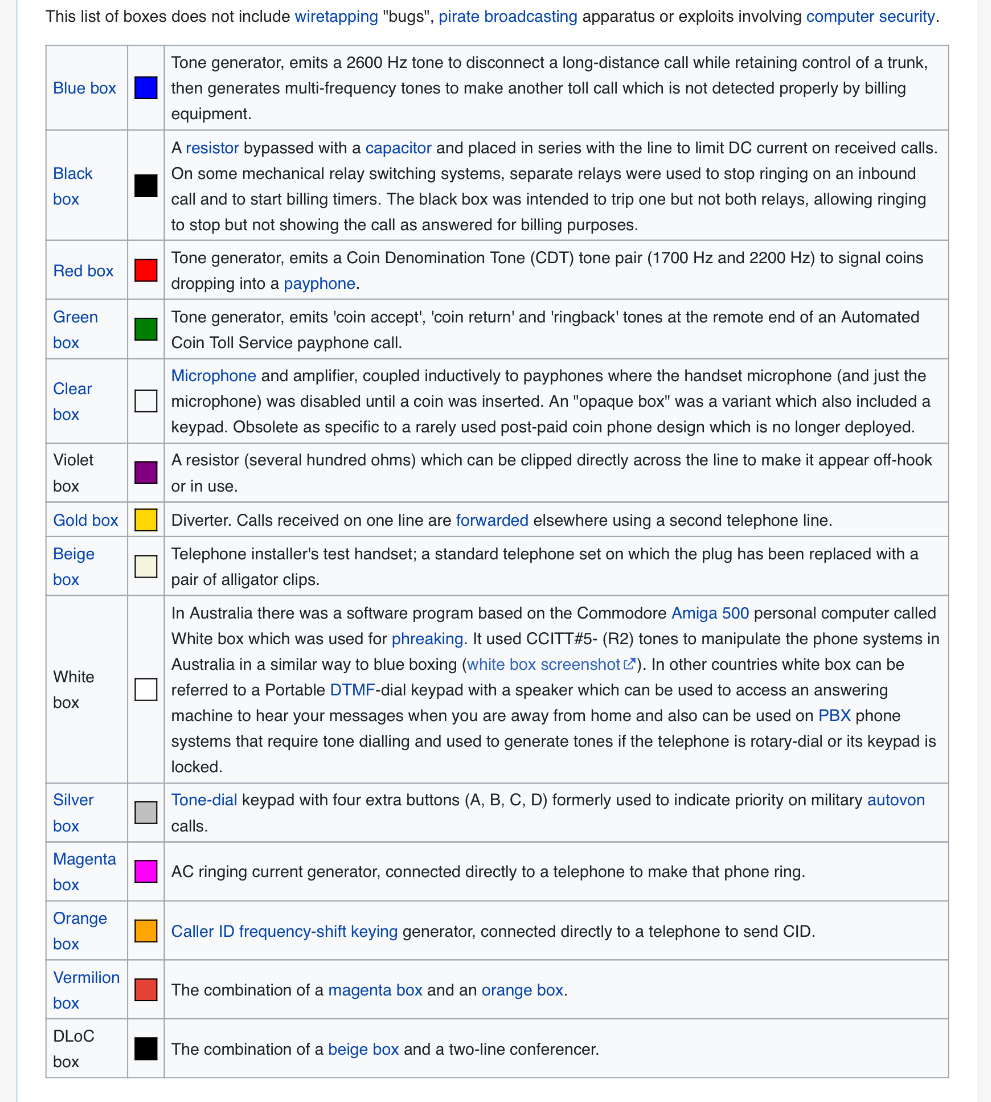 This list of boxes does not include wiretapping "bugs", pirate broadcasting apparatus or exploits involving computer security.
Blue box
Tone generator, emits a 2600 Hz tone to disconnect a long-distance call while retaining control of a trunk,
then generates multi-frequency tones to make another toll call which is not detected properly by billing
equipment.
Black
box
A resistor bypassed with a capacitor and placed in series with the line to limit DC current on received calls.
On some mechanical relay switching systems, separate relays were used to stop ringing on an inbound
call and to start billing timers. The black box was intended to trip one but not both relays, allowing ringing
to stop but not showing the call as answered for billing purposes.
Red box
Tone generator, emits a Coin Denomination Tone (CDT) tone pair (1700 Hz and 2200 Hz) to signal coins
dropping into a payphone.
Green
box
Tone generator, emits 'coin accept', 'coin return' and 'ringback' tones at the remote end of an Automated
Coin Toll Service payphone call.
Clear
box
Microphone and amplifier, coupled inductively to payphones where the handset microphone (and just the
microphone) was disabled until a coin was inserted. An "opaque box" was a variant which also included a
keypad. Obsolete as specific to a rarely used post-paid coin phone design which is no longer deployed.
Violet
box
A resistor (several hundred ohms) which can be clipped directly across the line to make it appear off-hook
or in use.
Gold box
Diverter. Calls received on one line are forwarded elsewhere using a second telephone line.
Beige
box
Telephone installer's test handset; a standard telephone set on which the plug has been replaced with a
pair of alligator clips.
White
box
In Australia there was a software program based on the Commodore Amiga 500 personal computer called
White box which was used for phreaking. It used CCITT#5- (R2) tones to manipulate the phone systems in
Australia in a similar way to blue boxing (white box screenshot). In other countries white box can be
referred to a Portable DTMF-dial keypad with a speaker which can be used to access an answering
machine to hear your messages when you are away from home and also can be used on PBX phone
systems that require tone dialling and used to generate tones if the telephone is rotary-dial or its keypad is
locked.
Silver
box
Tone-dial keypad with four extra buttons (A, B, C, D) formerly used to indicate priority on military autovon
calls.
Magenta
box
AC ringing current generator, connected directly to a telephone to make that phone ring.
Orange
box
Caller ID frequency-shift keying generator, connected directly to a telephone to send CID.
Vermilion
box
The combination of a magenta box and an orange box.
DLoC
box
The combination of a beige box and a two-line conferencer.